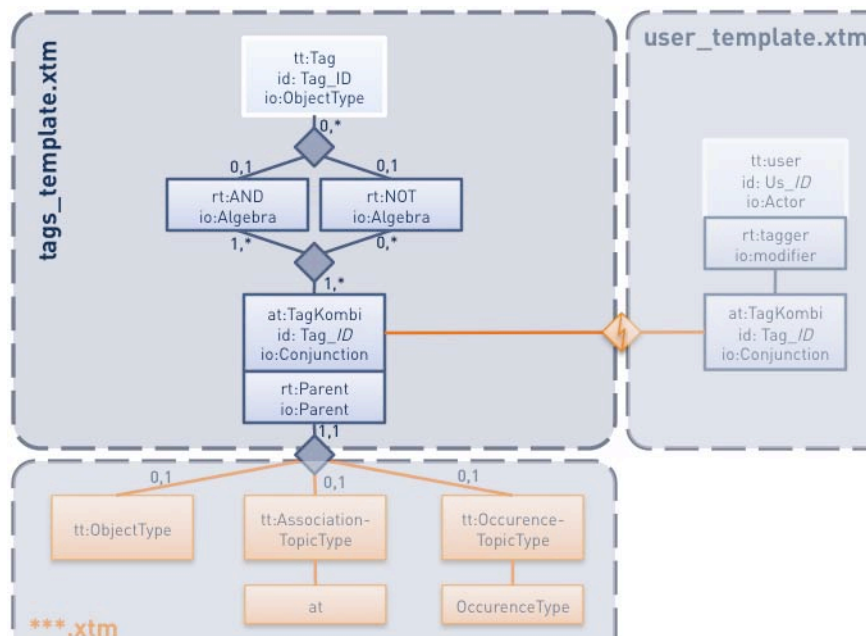 tags_template.xtm
tt:Tag
id: Tag_ID
io:ObjectType
0,*
0,1
0,1
rt:AND
io:Algebra
rt:NOT
io:Algebra
1,*
0,*
1,*
at:TagKombi
id: Tag_ID
io:Conjunction
rt:Parent
io:Parent
1,1
user_template.xtm
tt:user
id: Us_ID
io:Actor
rt:tagger
io:modifier
at:TagKombi
id: Tag_ID
io:Conjunction
0,1
0,1
0,1
tt:ObjectType
tt:Association-
TopicType
tt:Occurence-
TopicType
at
OccurenceType
***.xtm